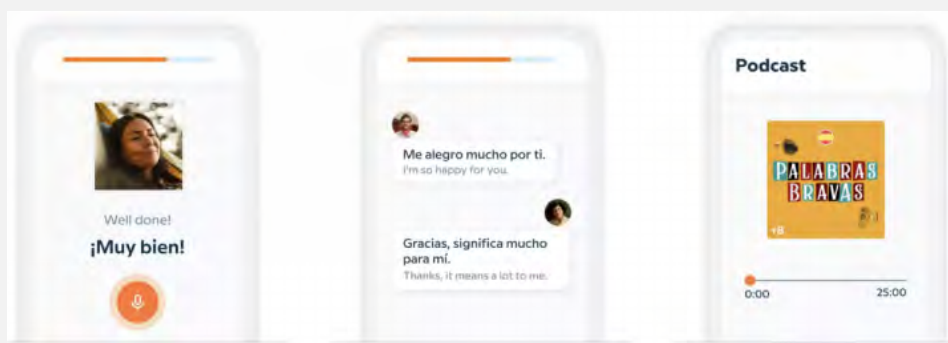 Well done!
¡Muy bien!
Me alegro mucho por ti.
I'm so happy for you.
Gracias, significa mucho
para mí.
Thanks, it means a lot to me.
Podcast
PALABRAS
BRAVAS
+B
0:00
25:00